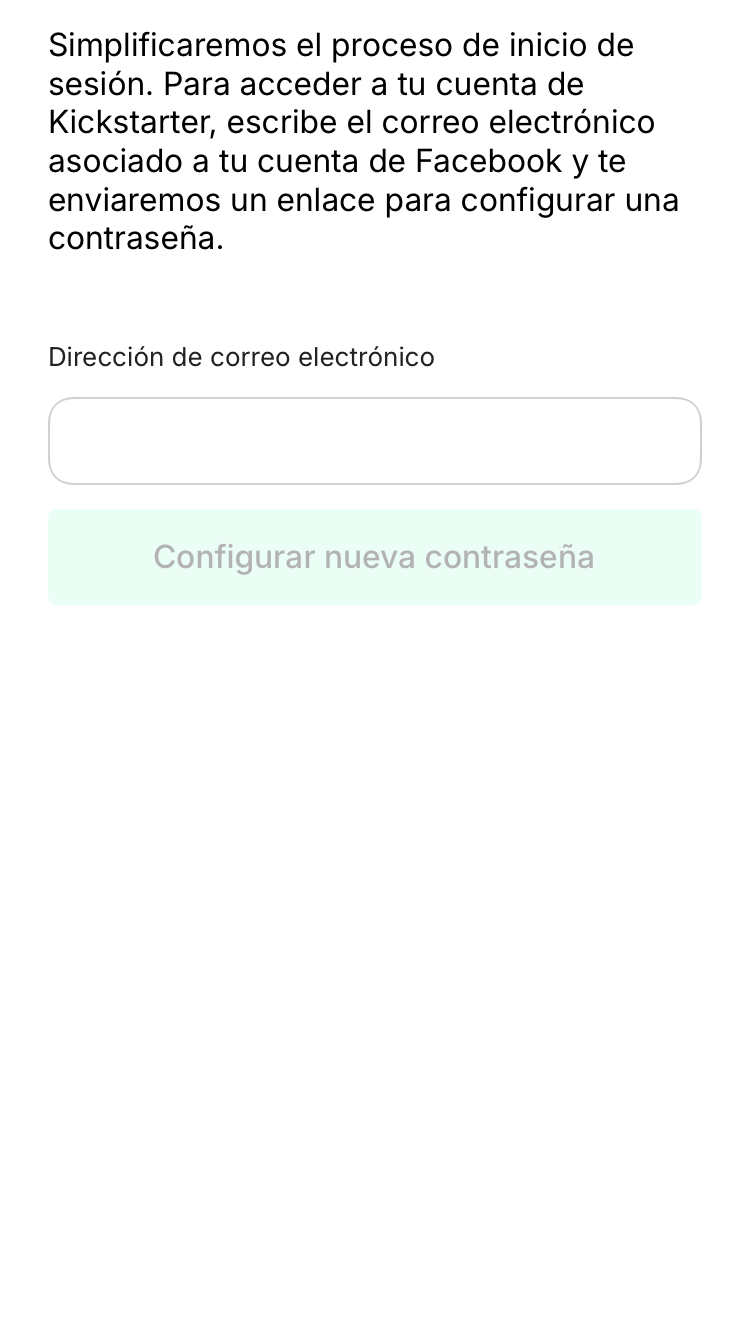 Simplificaremos el proceso de inicio de
sesión. Para acceder a tu cuenta de
Kickstarter, escribe el correo electrónico
asociado a tu cuenta de Facebook y te
enviaremos un enlace para configurar una
contraseña.
Dirección de correo electrónico
Configurar nueva contraseña